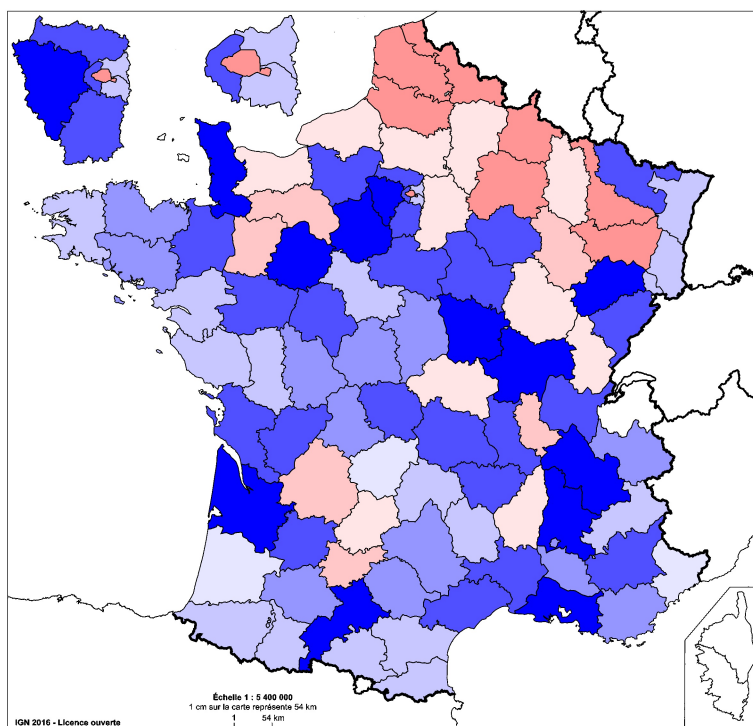 Échelle 1 : 5 400 000
1 cm sur la carte représente 54 km
1 54 km
IGN 2016 - Licence ouverte